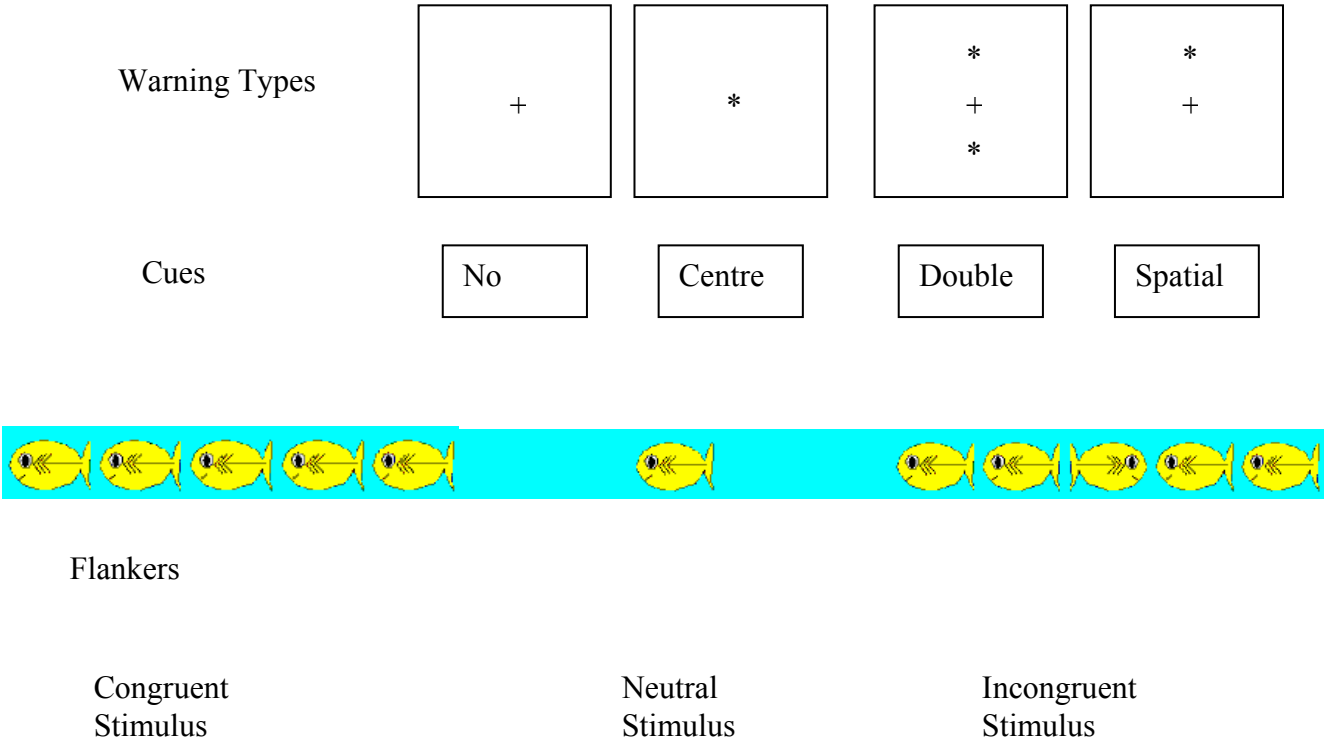 Warning Types
+
*
*
+
*
*
+
Cues
No
Centre
Double
Spatial
Flankers
Congruent
Stimulus
Neutral
Stimulus
Incongruent
Stimulus